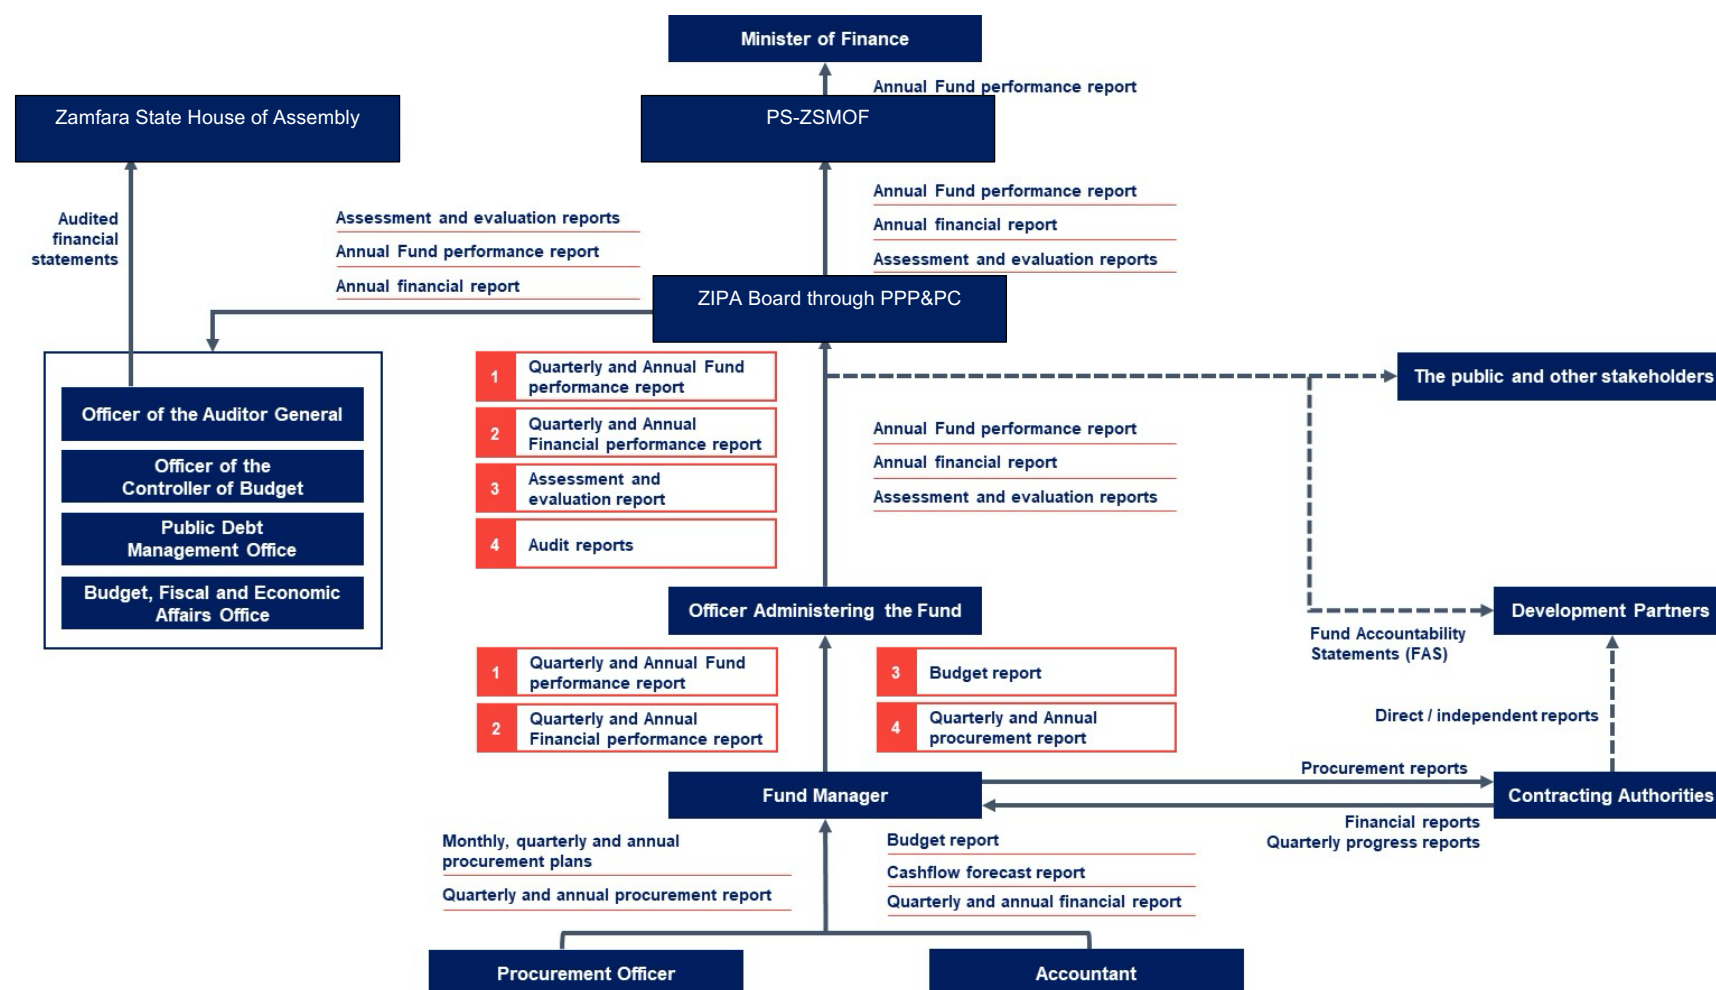 Minister of Finance
Annual Fund performance report
Zamfara State House of Assembly
PS-ZSMOF
Audited
financial
statements
Assessment and evaluation reports
Annual Fund performance report
Annual financial report
Annual Fund performance report
Annual financial report
Assessment and evaluation reports
ZIPA Board through PPP&PC
Officer of the Auditor General
Officer of the
Controller of Budget
Public Debt
Management Office
Budget, Fiscal and Economic
Affairs Office
1
Quarterly and Annual Fund
performance report
2
Quarterly and Annual
Financial performance report
3
Assessment and
evaluation report
4
Audit reports
The public and other stakeholders
Annual Fund performance report
Annual financial report
Assessment and evaluation reports
Officer Administering the Fund
Development Partners
Fund Accountability
Statements (FAS)
1
Quarterly and Annual Fund
performance report
2
Quarterly and Annual
Financial performance report
3
Budget report
4
Quarterly and Annual
procurement report
Direct / independent reports
Fund Manager
Procurement reports
Contracting Authorities
Financial reports
Quarterly progress reports
Monthly, quarterly and annual
procurement plans
Quarterly and annual procurement report
Budget report
Cashflow forecast report
Quarterly and annual financial report
Procurement Officer
Accountant